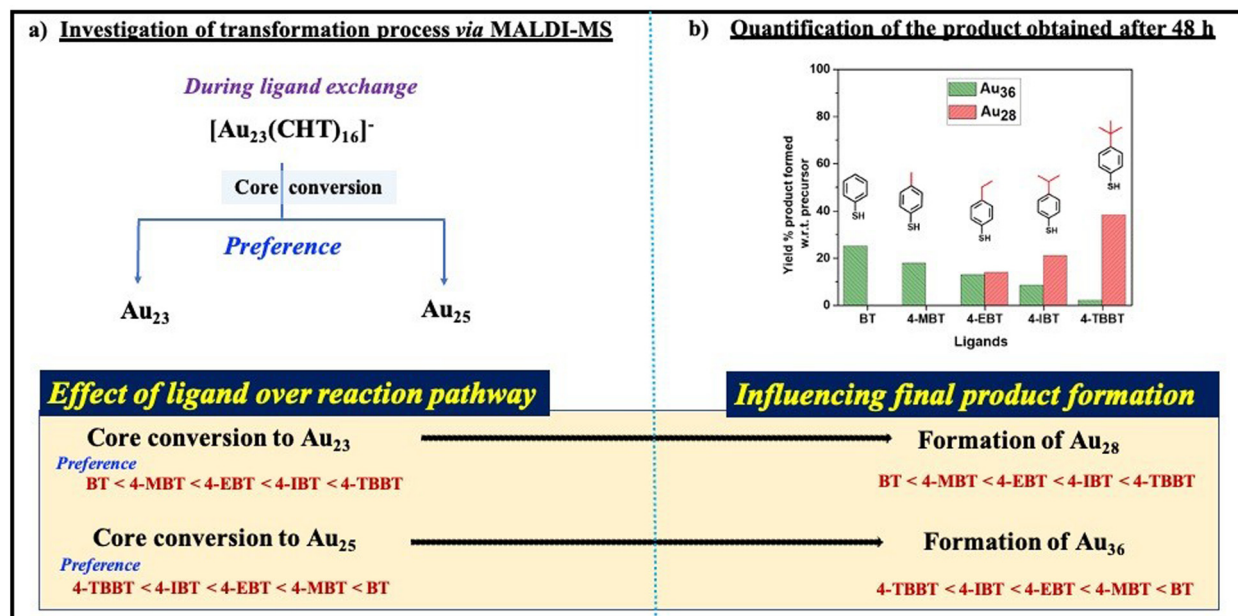 a) Investigation of transformation process via MALDI-MS
During ligand exchange
[Au23(CHT)16]-
Core conversion
Preference
Au23
Au25
b) Quantification of the product obtained after 48 h
Yield % product formed
w.r.t. precursor
100
80
60
40
20
0
Au36
Au28
SH
SH
SH
SH
SH
BT 4-MBT 4-EBT 4-IBT 4-TBBT
Ligands
Effect of ligand over reaction pathway
Influencing final product formation
Core conversion to Au23
Formation of Au28
Preference
BT < 4-MBT < 4-EBT < 4-IBT < 4-TBBT
BT < 4-MBT < 4-EBT < 4-IBT < 4-TBBT
Core conversion to Au25
Formation of Au36
Preference
4-TBBT < 4-IBT < 4-EBT < 4-MBT < BT
4-TBBT < 4-IBT < 4-EBT < 4-MBT < BT